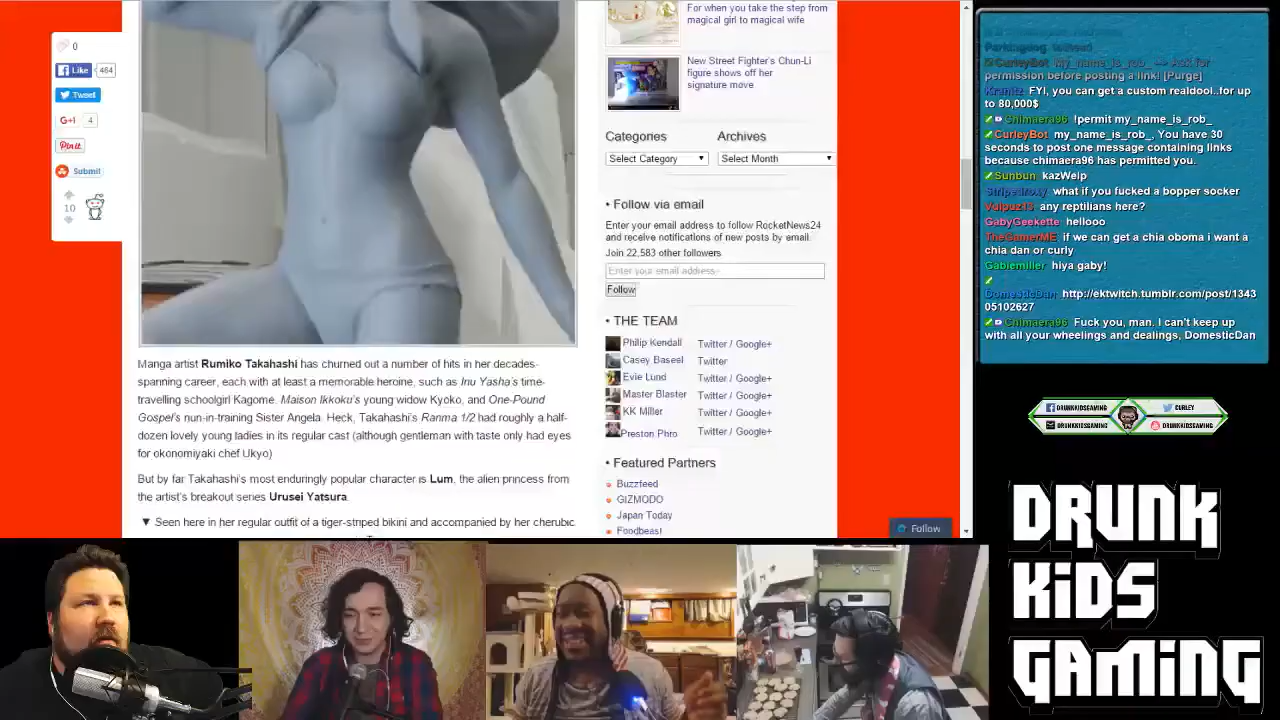 0
Like 464
Tweet
G+1 4
Pin it
Submit
10
For when you take the step from
magical girl to magical wife
New Street Fighter's Chun-Li
figure shows off her
signature move
Categories
Archives
Select Category
Select Month
• Follow via email
Enter your email address to follow RocketNews24
and receive notifications of new posts by email.
Join 22,583 other followers
Enter your email address
Follow
• THE TEAM
Philip Kendall Twitter / Google+
Casey Baseel Twitter
Evie Lund Twitter / Google+
Master Blaster Twitter / Google+
KK Miller Twitter / Google+
Preston Phro Twitter / Google+
• Featured Partners
Buzzfeed
GIZMODO
Japan Today
Foodbeast
Follow
Manga artist Rumiko Takahashi has churned out a number of hits in her decades-
spanning career, each with at least a memorable heroine, such as Inu Yasha's time-
travelling schoolgirl Kagome. Maison Ikkoku's young widow Kyoko, and One-Pound
Gospel's nun-in-training Sister Angela. Heck, Takahashi's Ranma 1/2 had roughly a half-
dozen lovely young ladies in its regular cast (although gentleman with taste only had eyes
for okonomiyaki chef Ukyo)
But by far Takahashi's most enduringly popular character is Lum, the alien princess from
the artist's breakout series Urusei Yatsura.
▼ Seen here in her regular outfit of a tiger-striped bikini and accompanied by her cherubic
CurleyBot my_name_is_rob_ Ask for
permission before posting a link! [Purge]
FYI, you can get a custom realdool..for up
to 80,000$
Chimaera96 !permit my_name_is_rob_
CurleyBot my_name_is_rob_. You have 30
seconds to post one message containing links
because chimaera96 has permitted you.
Sunbun: kazWelp
what if you fucked a bopper socker
any reptilians here?
GabyGeekette: hellooo
TheGamerME: if we can get a chia oboma i want a
chia dan or curly
Gabiemiller: hiya gaby!
DomesticDan: http://ektwitch.tumblr.com/post/1343
05102627
Chimaera96 Fuck you, man. I can't keep up
with all your wheelings and dealings, DomesticDan
DRUNKKIDSGAMING
CURLEY
DRUNKKIDSGAMING
DRUNKKIDSGAMING
DRUNK
KIDS
GAMING